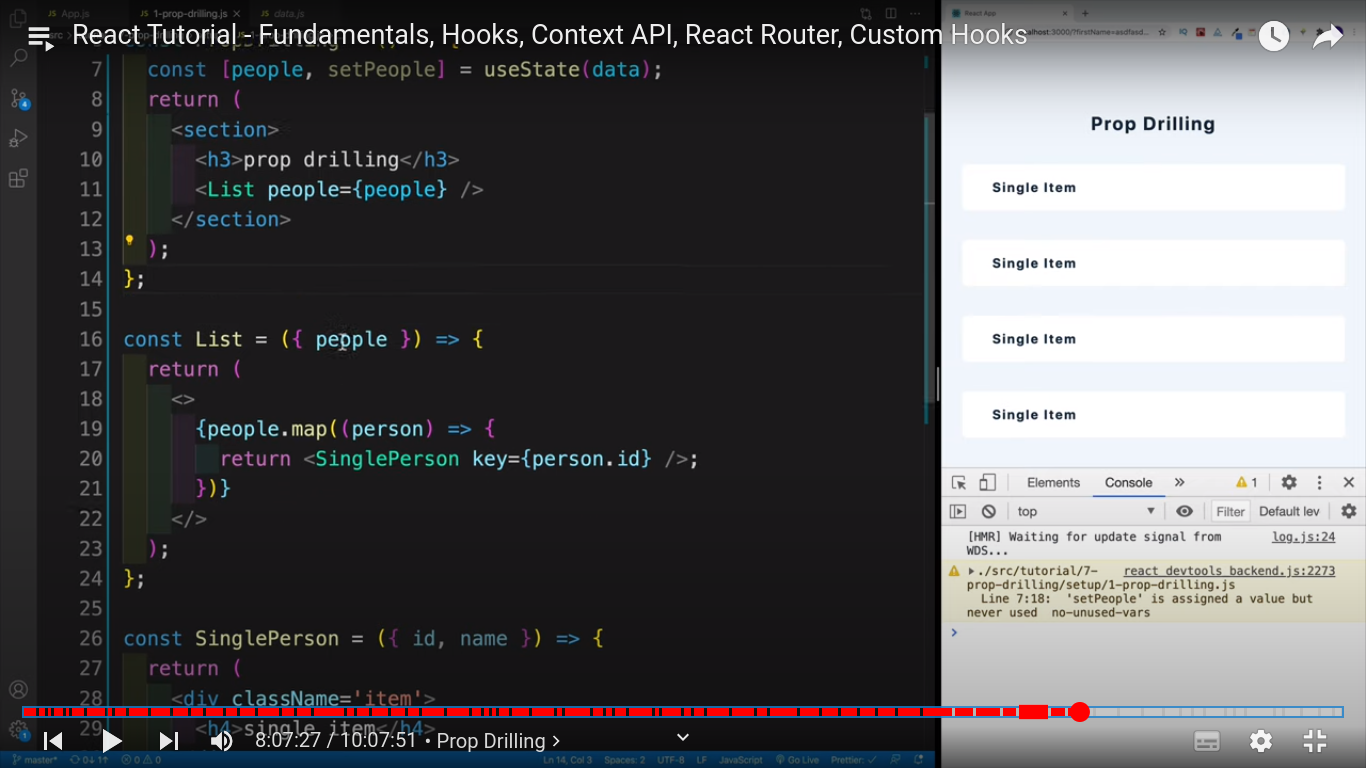 App.js
1-prop-drilling.js
data.js
React App
React Tutorial - Fundamentals, Hooks, Context API, React Router, Custom Hooks
7 const [people, setPeople] = useState(data);
8 return (
9 <section>
10 <h3>prop drilling</h3>
11 <List people={people} />
12 </section>
13 );
14 };
15
16 const List = ({ people }) => {
17 return (
18 <>
19 {people.map((person) => {
20 return <SinglePerson key={person.id} />;
21 })}
22 </>
23 );
24 };
25
26 const SinglePerson = ({ id, name }) => {
27 return (
28 <div className='item'>
29 <h4>single item</h4>
Prop Drilling
Single Item
Single Item
Single Item
Single Item
Elements Console » 1
top Filter Default lev
[HMR] Waiting for update signal from log.js:24
WDS...
./src/tutorial/7- react_devtools_backend.js:2273
prop-drilling/setup/1-prop-drilling.js
Line 7:18: 'setPeople' is assigned a value but
never used no-unused-vars
8:07:27 / 10:07:51 • Prop Drilling
master* 0↓ 1↑ 0 0 Ln 14, Col 3 Spaces: 2 UTF-8 LF JavaScript Go Live Prettier: ✓